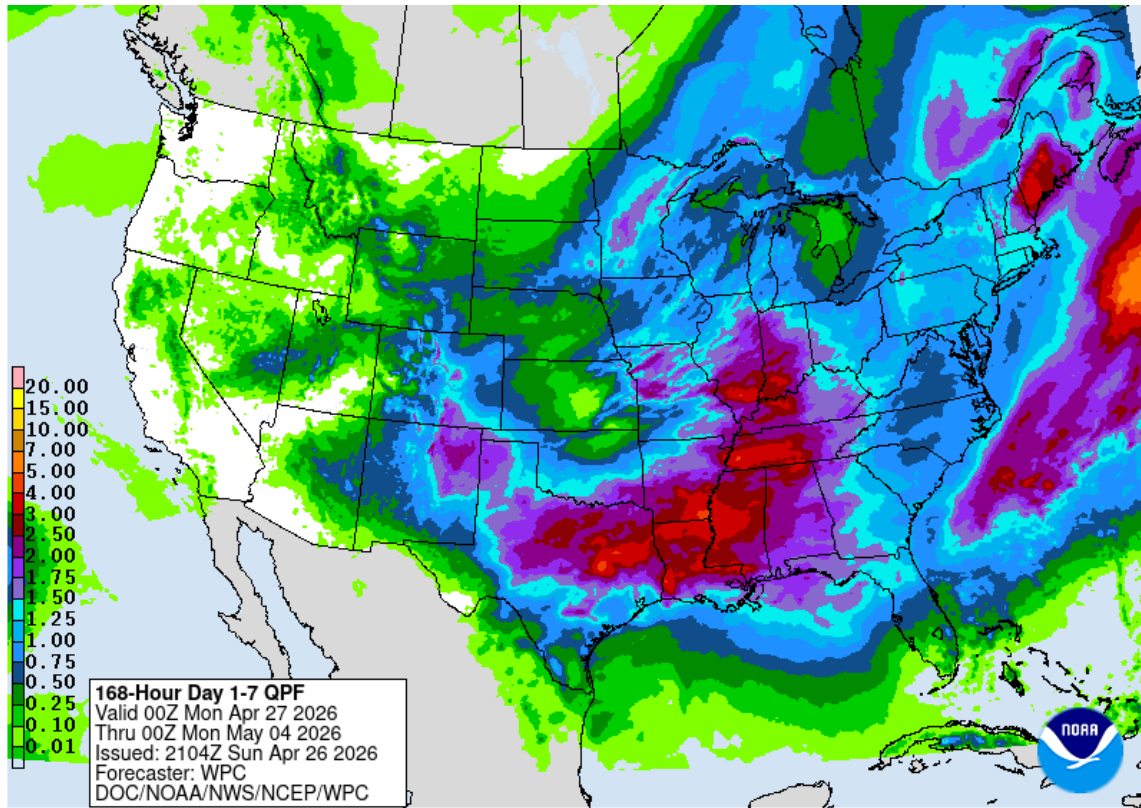 20.00
15.00
10.00
7.00
5.00
4.00
3.00
2.50
2.00
1.75
1.50
1.25
1.00
0.75
0.50
0.25
0.10
0.01
168-Hour Day 1-7 QPF
Valid 00Z Mon Apr 27 2026
Thru 00Z Mon May 04 2026
Issued: 2104Z Sun Apr 26 2026
Forecaster: WPC
DOC/NOAA/NWS/NCEP/WPC
NOAA